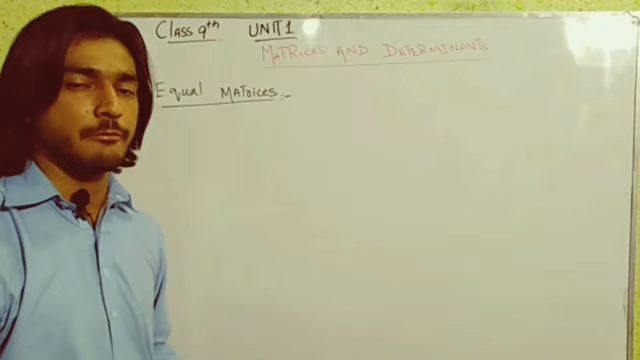 Class 9th UNIT 1
MATRICES AND DETERMINANTS
Equal MATRICES:-